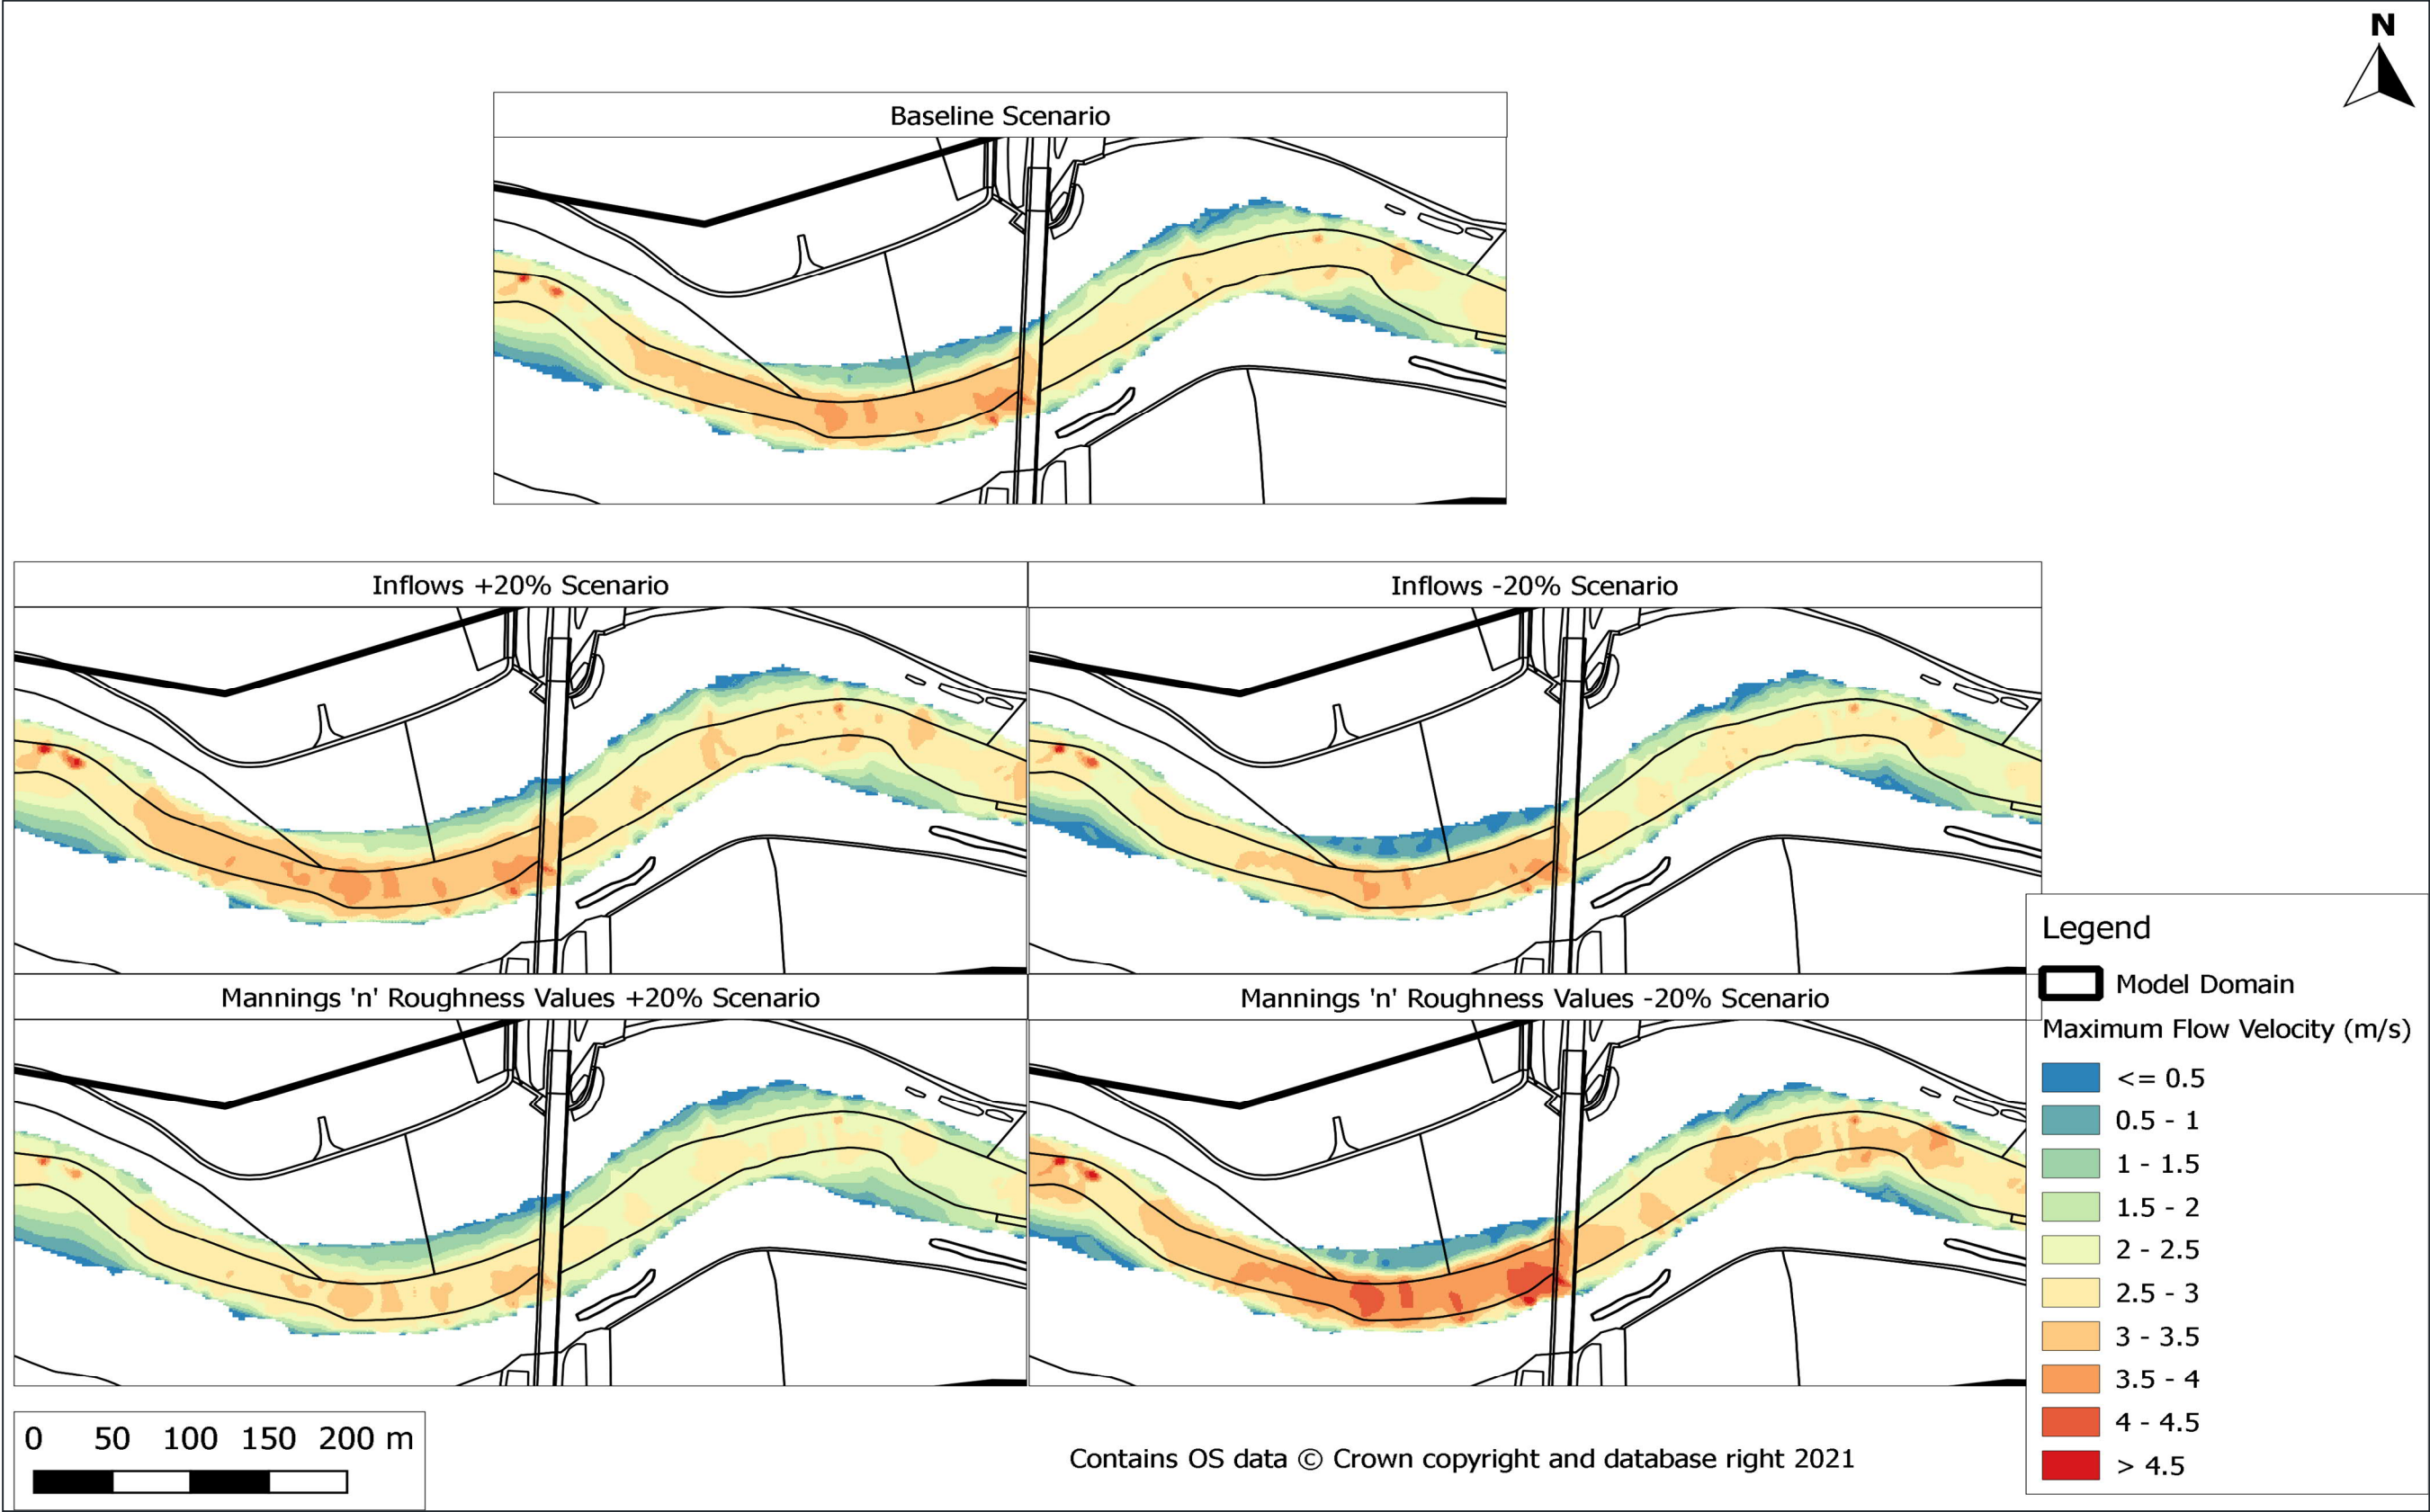 N
Baseline Scenario
Inflows +20% Scenario
Inflows -20% Scenario
Mannings 'n' Roughness Values +20% Scenario
Mannings 'n' Roughness Values -20% Scenario
Legend
Model Domain
Maximum Flow Velocity (m/s)
<= 0.5
0.5 - 1
1 - 1.5
1.5 - 2
2 - 2.5
2.5 - 3
3 - 3.5
3.5 - 4
4 - 4.5
> 4.5
0 50 100 150 200 m
Contains OS data © Crown copyright and database right 2021